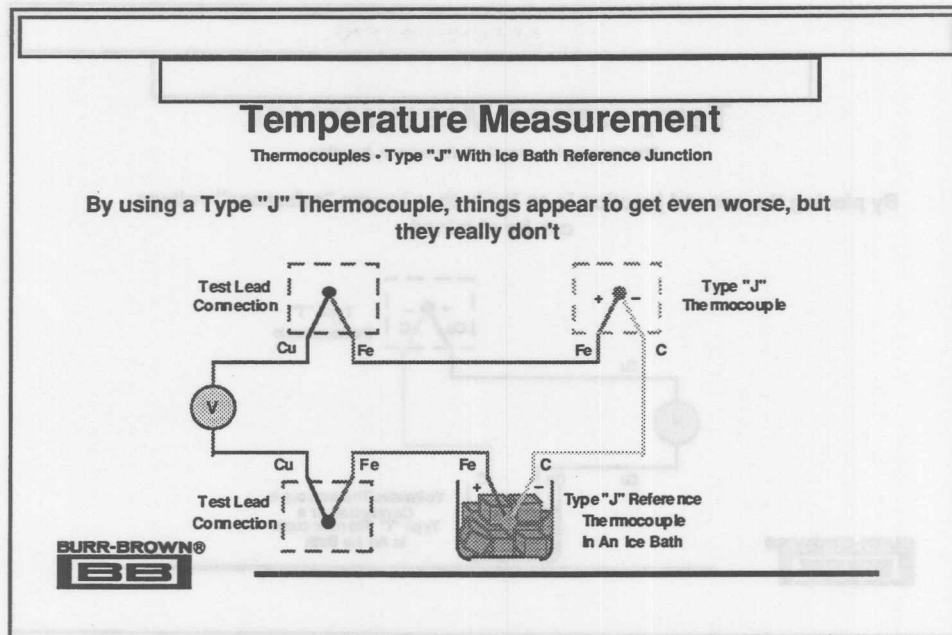 Temperature Measurement
Thermocouples - Type "J" With Ice Bath Reference Junction
By using a Type "J" Thermocouple, things appear to get even worse, but
they really don't
Test Lead
Connection
+ -
Type "J"
Thermocouple
Cu Fe Fe C
V
Cu Fe Fe C
+ -
Test Lead
Connection
Type "J" Reference
Thermocouple
In An Ice Bath
BURR-BROWN®
BB